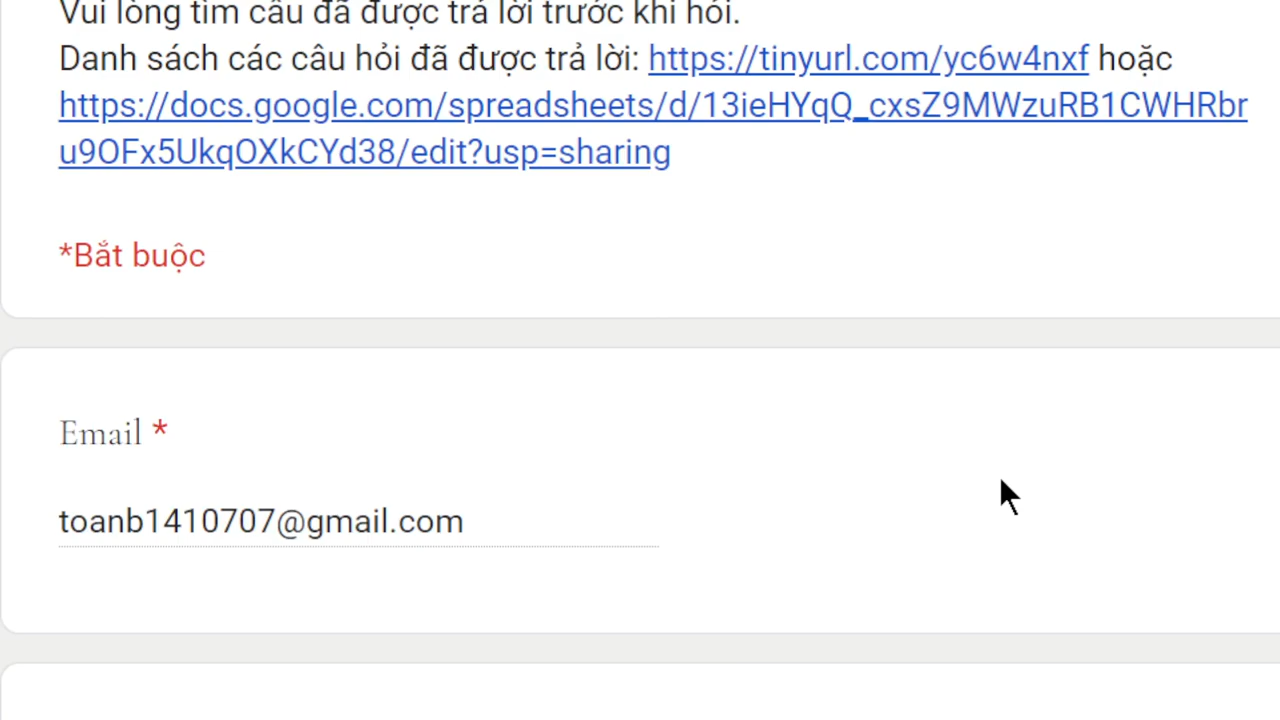 Vui lòng tìm câu đã được trả lời trước khi hỏi.
Danh sách các câu hỏi đã được trả lời: https://tinyurl.com/yc6w4nxf hoặc
https://docs.google.com/spreadsheets/d/13ieHYqQ_cxsZ9MWzuRB1CWHRbr
u9OFx5UkqOXkCYd38/edit?usp=sharing
*Bắt buộc
Email *
toanb1410707@gmail.com